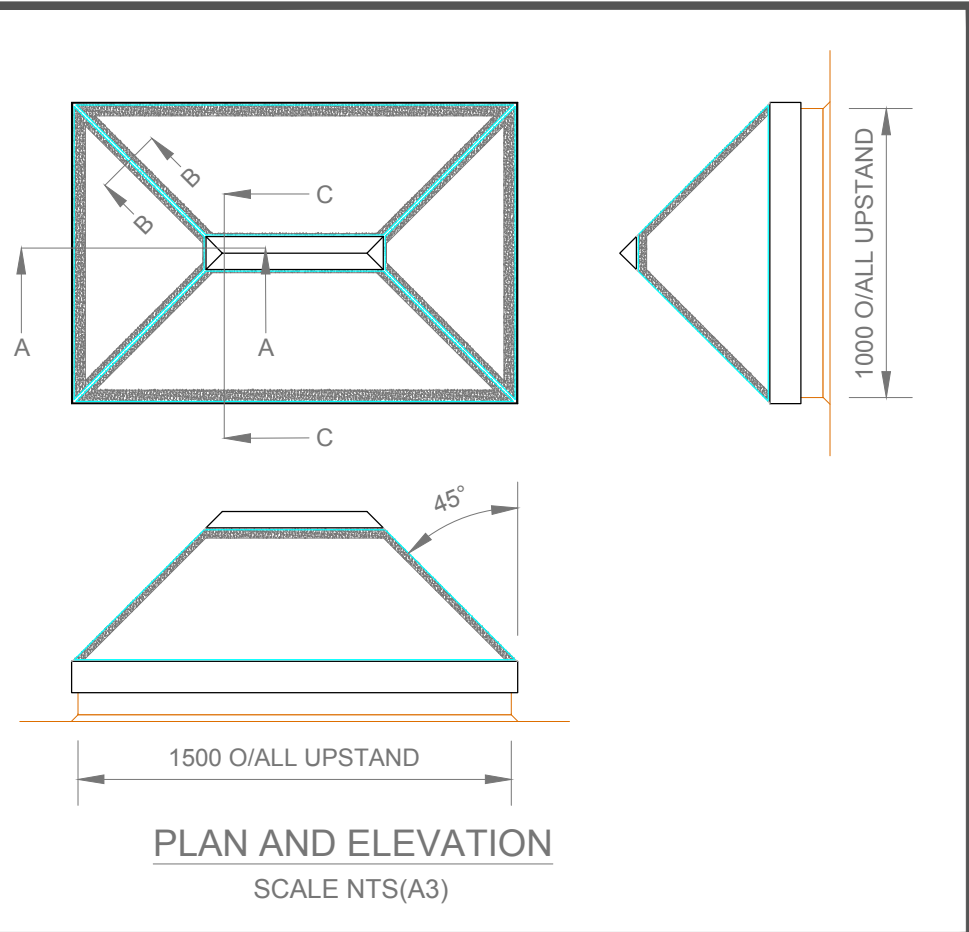 B
B
C
A
A
C
1000 O/ALL UPSTAND
45°
1500 O/ALL UPSTAND
PLAN AND ELEVATION
SCALE NTS(A3)